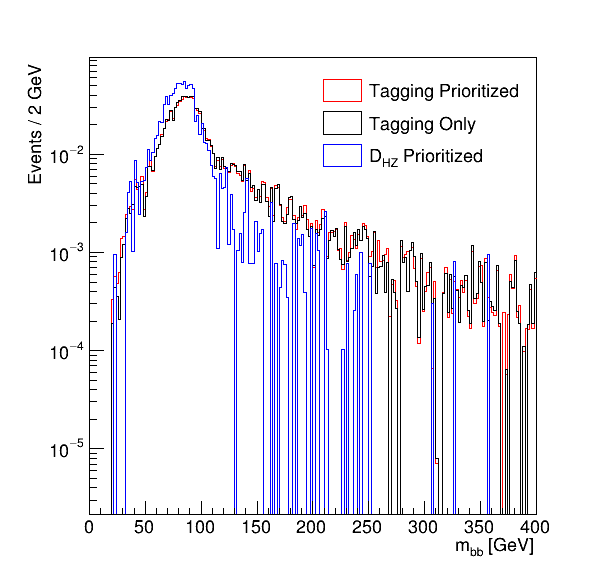 Events / 2 GeV
10⁻²
10⁻³
10⁻⁴
10⁻⁵
Tagging Prioritized
Tagging Only
D_HZ Prioritized
0 50 100 150 200 250 300 350 400
m_bb [GeV]